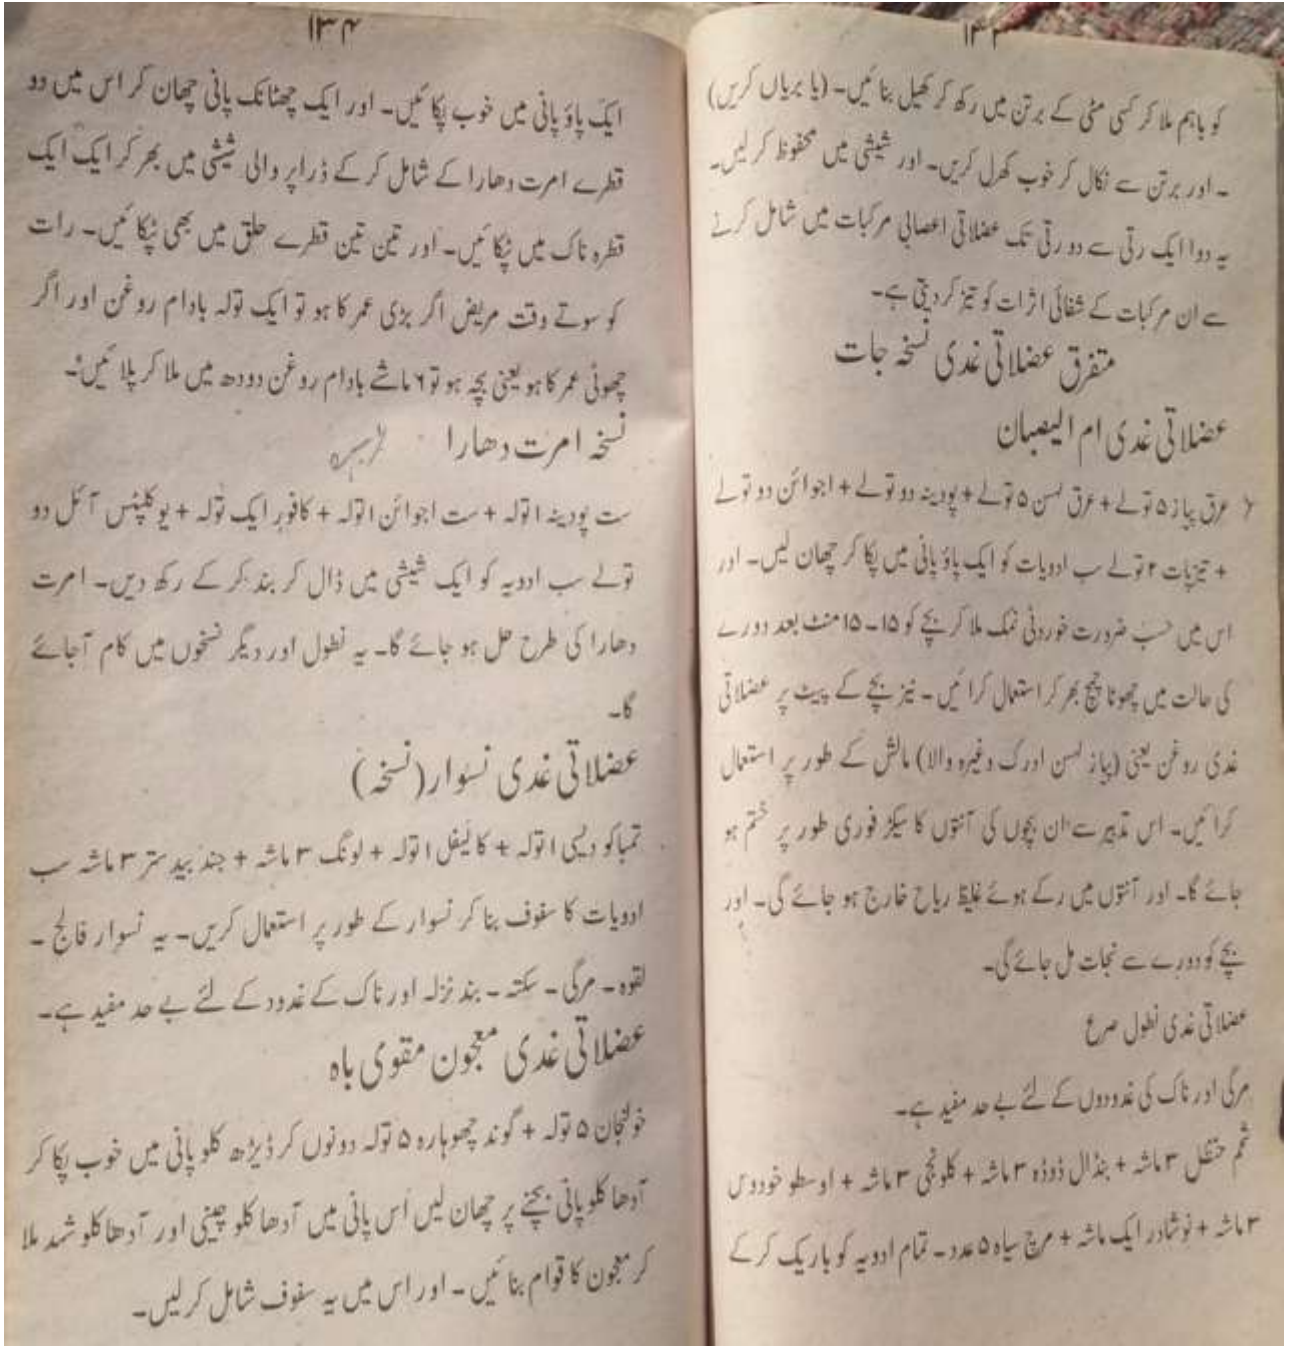 ۱۳۳
کو باہم ملا کر کسی مٹی کے برتن میں رکھ کر کھیل بنائیں۔ (یا بریاں کریں)
۔ اور برتن سے نکال کر خوب کھرل کریں۔ اور شیشی میں محفوظ کر لیں۔
یہ دوا ایک رتی سے دو رتی تک عضلاتی اعصابی مرکبات میں شامل کرنے
سے ان مرکبات کے شفائی اثرات کو تیز کر دیتی ہے۔
متفرق عضلاتی غدی نسخہ جات
عضلاتی غدی ام الیصبان
عرق پیاز ۵ تولے + عرق لہسن ۵ تولے + پودینہ دو تولے + اجوائن دو تولے
+ تیزپات ۲ تولے سب ادویات کو ایک پاؤ پانی میں پکا کر چھان لیں۔ اور
اس میں حسب ضرورت خوردنی نمک ملا کر بچے کو ۱۵۔۱۵ منٹ بعد دورے
کی حالت میں چھوٹا چمچ بھر کر استعمال کرائیں۔ نیز بچے کے پیٹ پر عضلاتی
غدی روغن یعنی (پیاز لہسن ادرک وغیرہ والا) مالش کے طور پر استعمال
کرائیں۔ اس تدبیر سے ان بچوں کی آنتوں کا سیکڑ فوری طور پر ختم ہو
جائے گا۔ اور آنتوں میں رکے ہوئے غلیظ ریاح خارج ہو جائے گی۔ اور
بچے کو دورے سے نجات مل جائے گی۔
عضلاتی غدی نطول صرع
مرگی اور ناک کی غدودوں کے لئے بے حد مفید ہے۔
تخم حنظل ۳ ماشہ + بنڈال ڈوڈہ ۳ ماشہ + کلونجی ۳ ماشہ + اوسطو خودوس
۳ ماشہ + نوشادر ایک ماشہ + مرچ سیاہ ۵ عدد۔ تمام ادویہ کو باریک کر کے
۱۳۴
ایک پاؤ پانی میں خوب پکائیں۔ اور ایک چھٹانک پانی چھان کر اس میں دو
قطرے امرت دھارا کے شامل کر کے ڈراپر والی شیشی میں بھر کر ایک ایک
قطرہ ناک میں ٹپکائیں۔ اور تین تین قطرے حلق میں بھی ٹپکائیں۔ رات
کو سوتے وقت مریض اگر بڑی عمر کا ہو تو ایک تولہ بادام روغن اور اگر
چھوٹی عمر کا ہو یعنی بچہ ہو تو ۶ ماشے بادام روغن دودھ میں ملا کر پلائیں۔
نسخہ امرت دھارا
ست پودینہ ۱ تولہ + ست اجوائن ۱ تولہ + کافور ایک تولہ + یوکلپٹس آئل دو
تولے سب ادویہ کو ایک شیشی میں ڈال کر بند کر کے رکھ دیں۔ امرت
دھارا کی طرح حل ہو جائے گا۔ یہ نطول اور دیگر نسخوں میں کام آجائے
گا۔
عضلاتی غدی نسوار (نسخہ)
تمباکو دیسی ۱ تولہ + کائیفل ۱ تولہ + لونگ ۳ ماشہ + جند بیدستر ۳ ماشہ سب
ادویات کا سفوف بنا کر نسوار کے طور پر استعمال کریں۔ یہ نسوار فالج ۔
لقوہ ۔ مرگی ۔ سکتہ ۔ بند نزلہ اور ناک کے غدود کے لئے بے حد مفید ہے۔
عضلاتی غدی معجون مقوی باہ
خولنجان ۵ تولہ + گوند چھوہارہ ۵ تولہ دونوں کر ڈیڑھ کلو پانی میں خوب پکا کر
آدھا کلو پانی بچنے پر چھان لیں اس پانی میں آدھا کلو چینی اور آدھا کلو شہد ملا
کر معجون کا قوام بنائیں۔ اور اس میں یہ سفوف شامل کر لیں۔